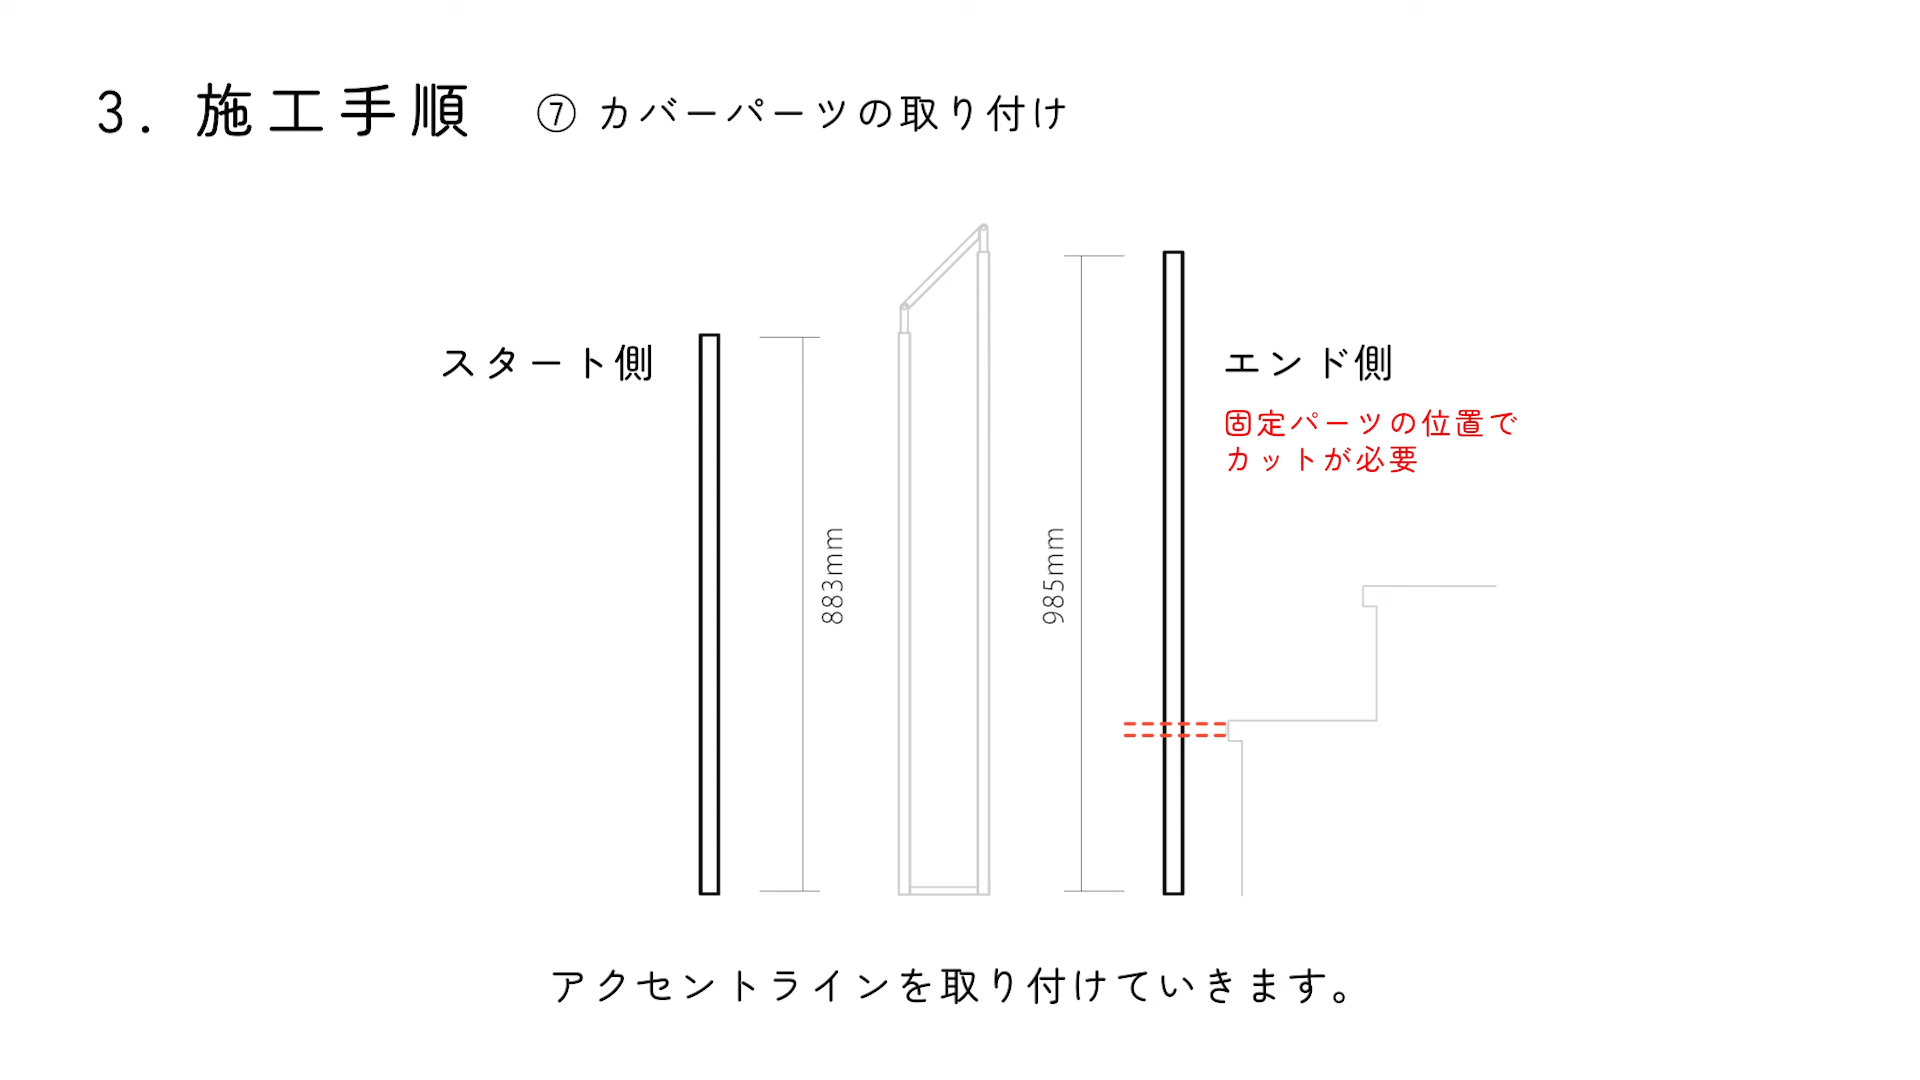 3. 施工手順 ⑦ カバーパーツの取り付け
スタート側
883mm
985mm
エンド側
固定パーツの位置で
カットが必要
アクセントラインを取り付けていきます。